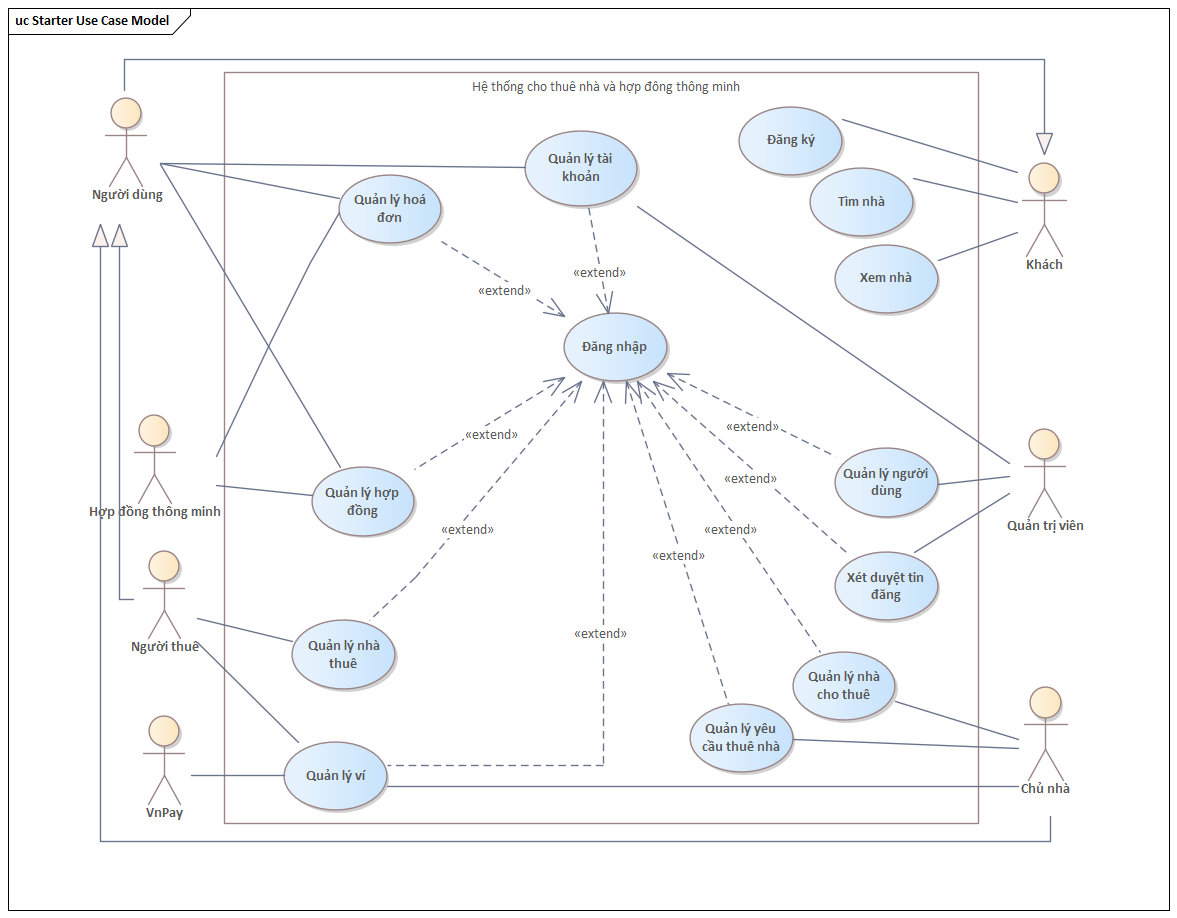 uc Starter Use Case Model
Hệ thống cho thuê nhà và hợp đồng thông minh
Đăng ký
Quản lý tài
khoản
Người dùng
Quản lý hoá
đơn
Tìm nhà
Khách
Xem nhà
«extend»
«extend»
Đăng nhập
«extend»
«extend»
Quản lý người
dùng
«extend»
Quản lý hợp
đồng
Hợp đồng thông minh
Quản trị viên
«extend»
«extend»
«extend»
Xét duyệt tin
đăng
«extend»
Người thuê
Quản lý nhà
thuê
Quản lý nhà
cho thuê
Quản lý yêu
cầu thuê nhà
Quản lý ví
Chủ nhà
VnPay